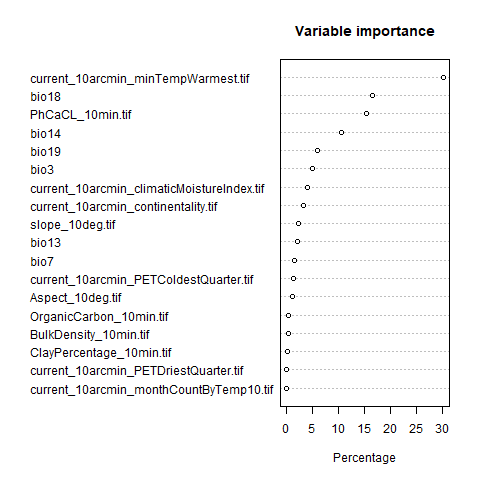 Variable importance
current_10arcmin_minTempWarmest.tif
bio18
PhCaCL_10min.tif
bio14
bio19
bio3
current_10arcmin_climaticMoistureIndex.tif
current_10arcmin_continentality.tif
slope_10deg.tif
bio13
bio7
current_10arcmin_PETColdestQuarter.tif
Aspect_10deg.tif
OrganicCarbon_10min.tif
BulkDensity_10min.tif
ClayPercentage_10min.tif
current_10arcmin_PETDriestQuarter.tif
current_10arcmin_monthCountByTemp10.tif
0 5 10 15 20 25 30
Percentage